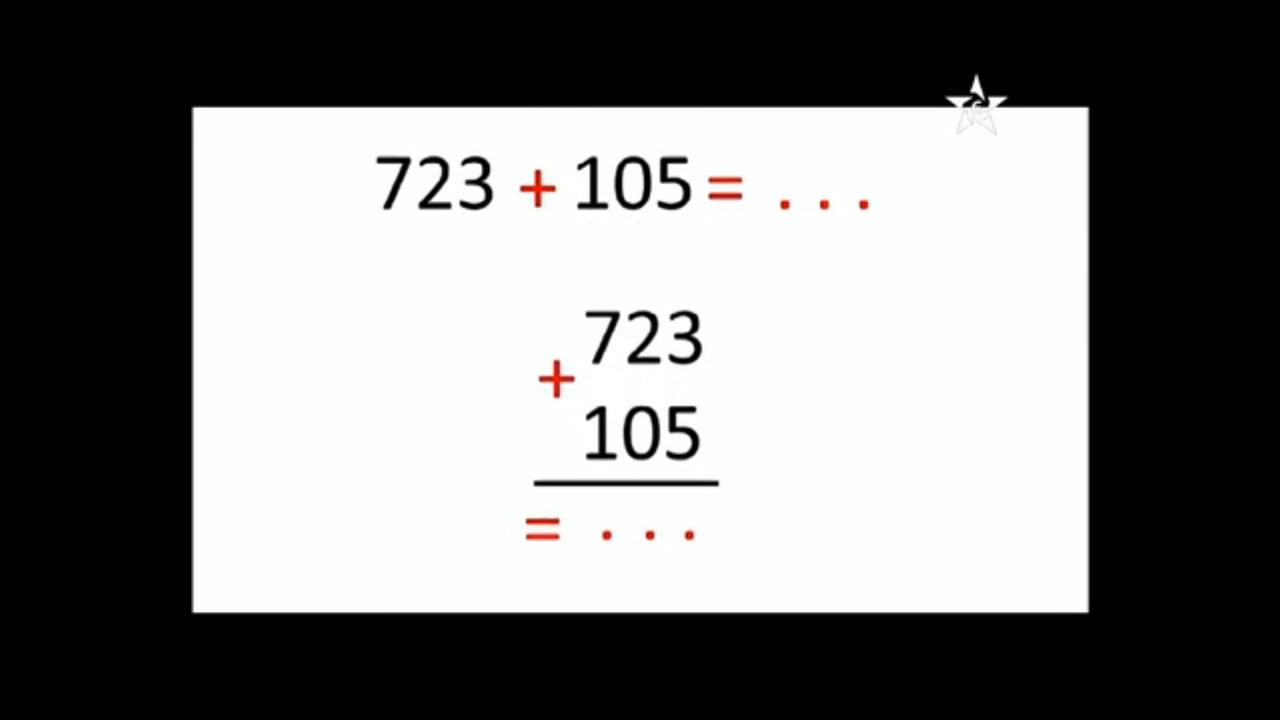 723 + 105 = . . .
723
+
105
= . . .